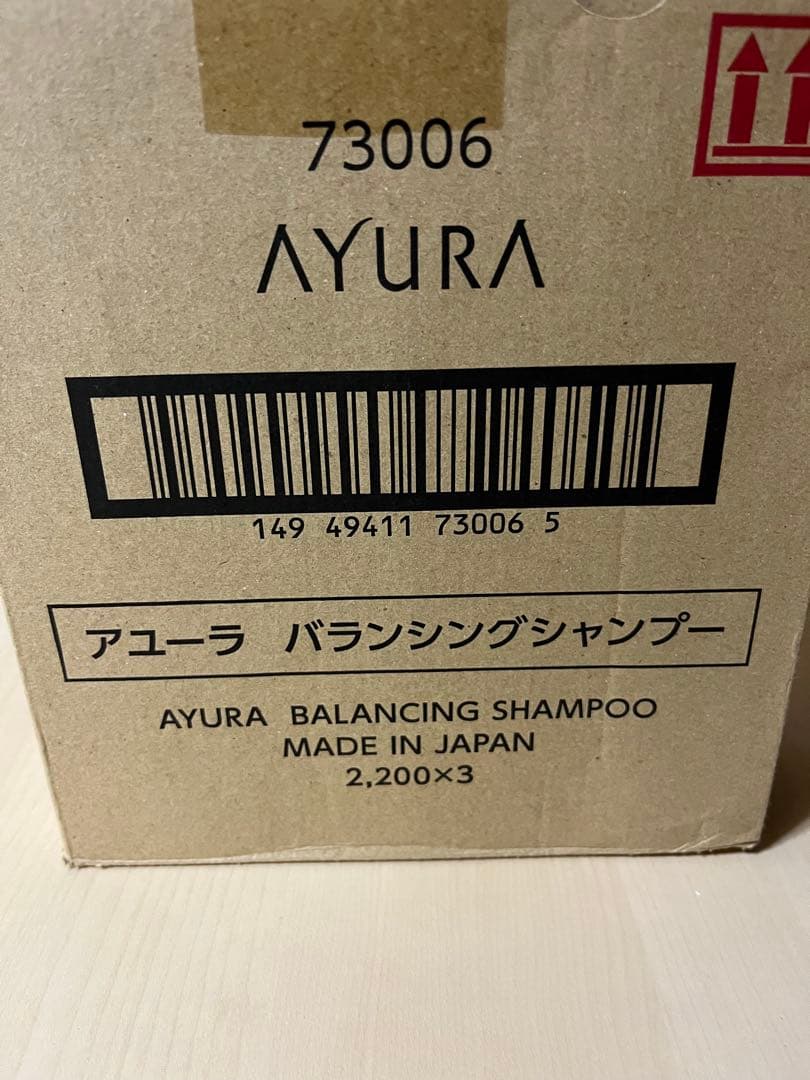 73006
AYURA
149 49411 73006 5
アユーラ バランシングシャンプー
AYURA BALANCING SHAMPOO
MADE IN JAPAN
2,200×3